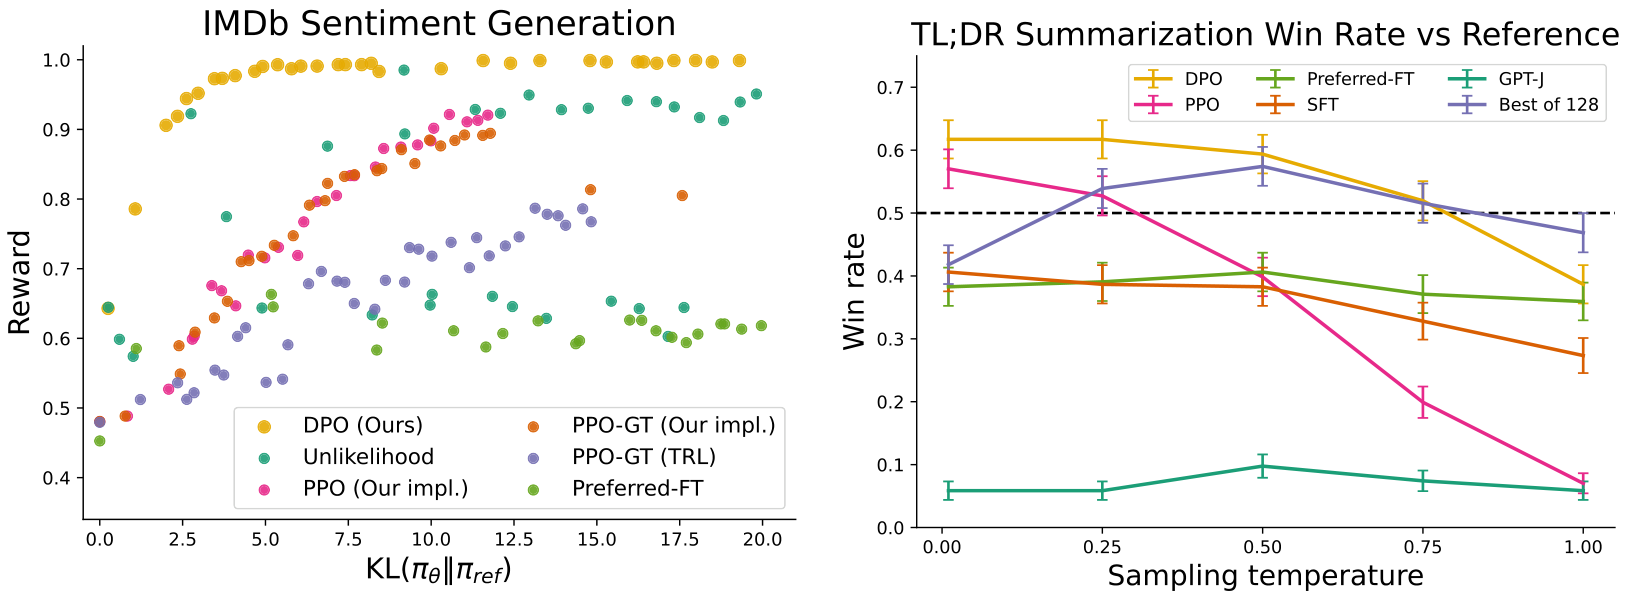 IMDb Sentiment Generation
Reward
1.0
0.9
0.8
0.7
0.6
0.5
0.4
DPO (Ours)
Unlikelihood
PPO (Our impl.)
PPO-GT (Our impl.)
PPO-GT (TRL)
Preferred-FT
0.0 2.5 5.0 7.5 10.0 12.5 15.0 17.5 20.0
KL(πθ‖πref)
TL;DR Summarization Win Rate vs Reference
Win rate
0.7
0.6
0.5
0.4
0.3
0.2
0.1
0.0
DPO
PPO
Preferred-FT
SFT
GPT-J
Best of 128
0.00 0.25 0.50 0.75 1.00
Sampling temperature